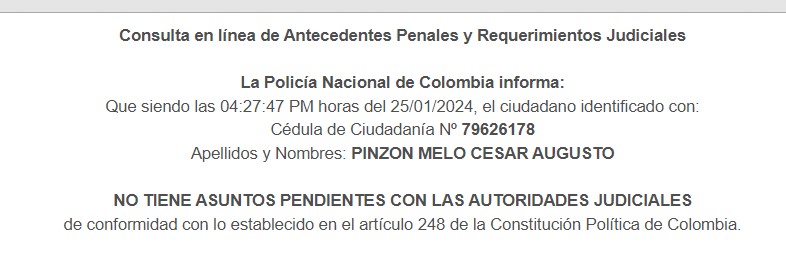 Consulta en línea de Antecedentes Penales y Requerimientos Judiciales
La Policía Nacional de Colombia informa:
Que siendo las 04:27:47 PM horas del 25/01/2024, el ciudadano identificado con:
Cédula de Ciudadanía Nº 79626178
Apellidos y Nombres: PINZON MELO CESAR AUGUSTO
NO TIENE ASUNTOS PENDIENTES CON LAS AUTORIDADES JUDICIALES
de conformidad con lo establecido en el artículo 248 de la Constitución Política de Colombia.